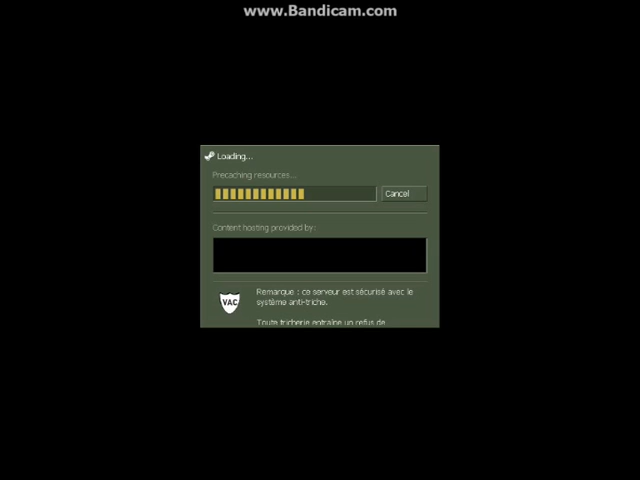 www.Bandicam.com
Loading...
Precaching resources...
Cancel
Content hosting provided by:
VAC
Remarque : ce serveur est sécurisé avec le
système anti-triche.
Toute tricherie entraîne un refus de